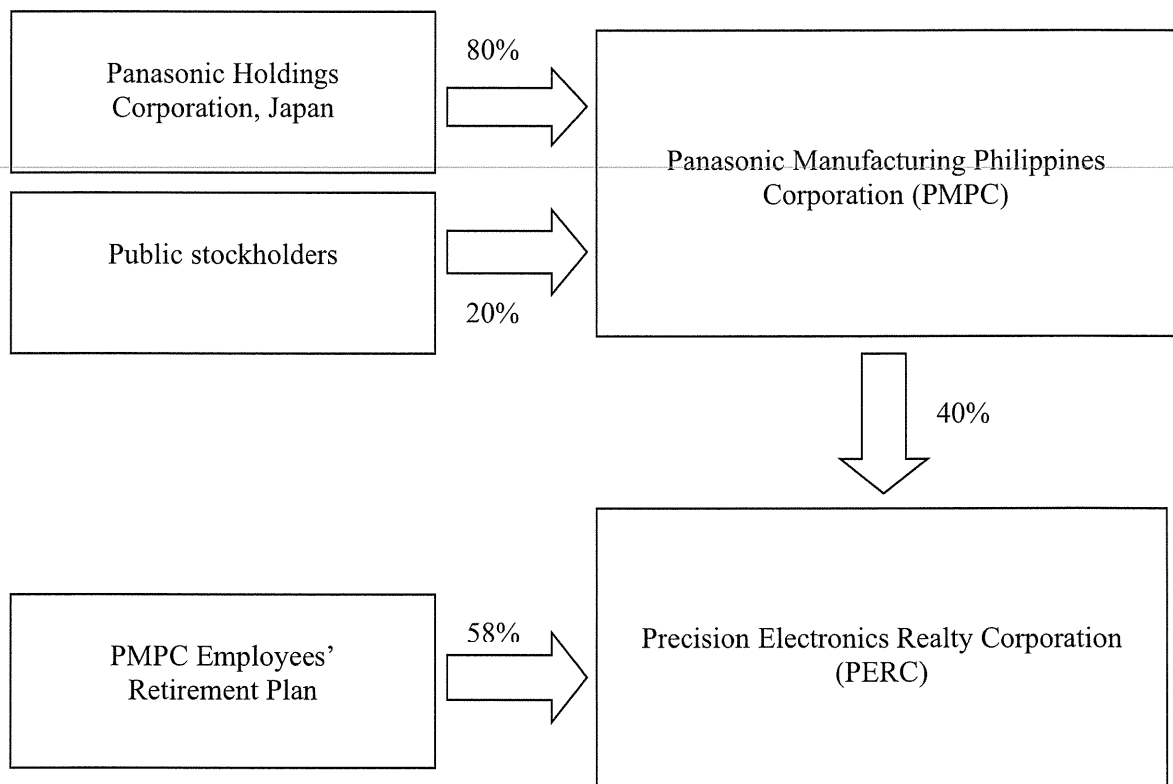 Panasonic Holdings
Corporation, Japan
80%
Public stockholders
20%
Panasonic Manufacturing Philippines
Corporation (PMPC)
40%
PMPC Employees’
Retirement Plan
58%
Precision Electronics Realty Corporation
(PERC)